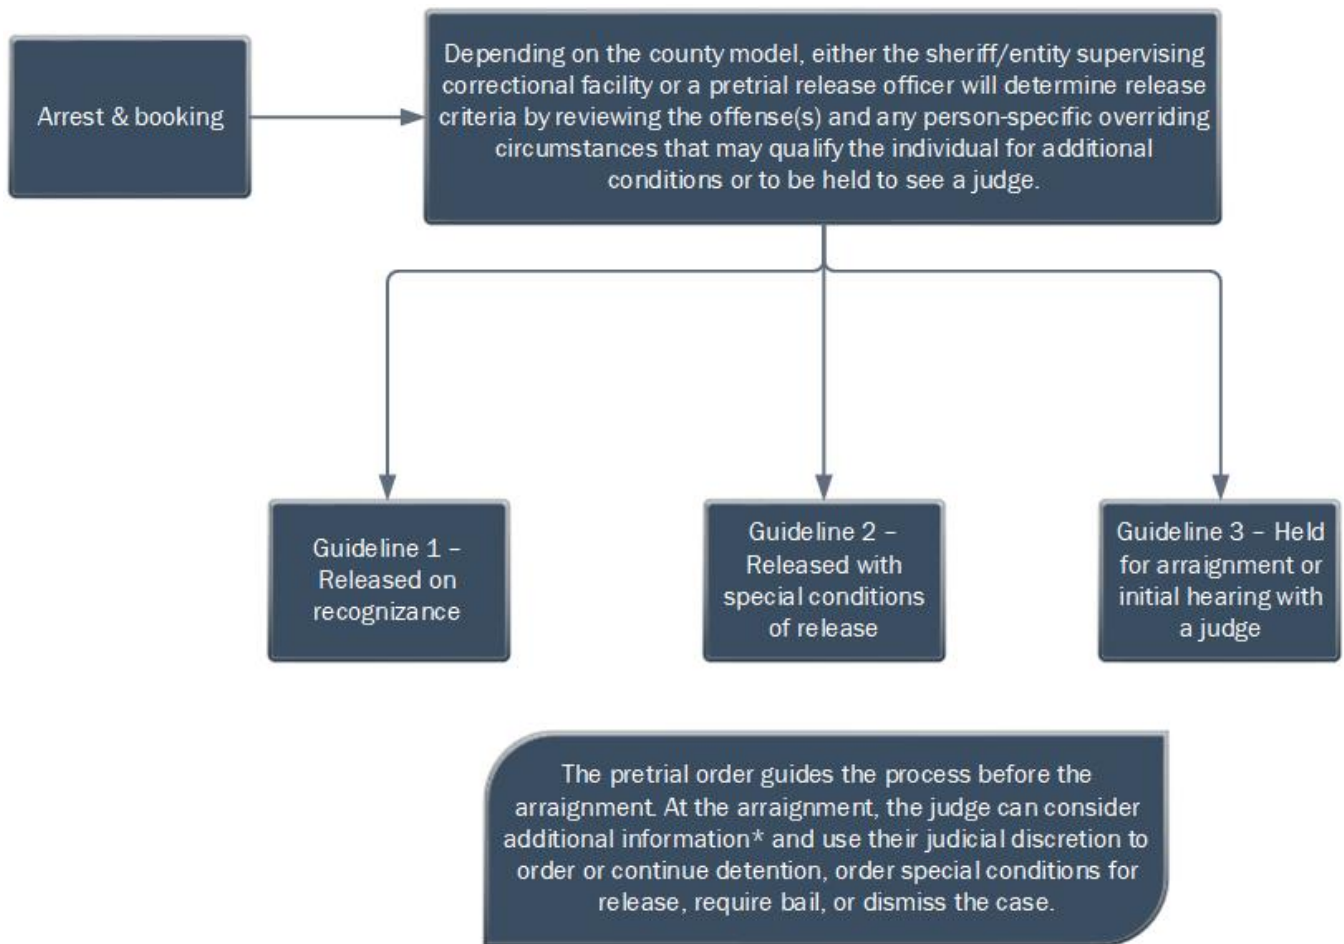 Arrest & booking
Depending on the county model, either the sheriff/entity supervising
correctional facility or a pretrial release officer will determine release
criteria by reviewing the offense(s) and any person-specific overriding
circumstances that may qualify the individual for additional
conditions or to be held to see a judge.
Guideline 1 –
Released on
recognizance
Guideline 2 –
Released with
special conditions
of release
Guideline 3 – Held
for arraignment or
initial hearing with
a judge
The pretrial order guides the process before the
arraignment. At the arraignment, the judge can consider
additional information* and use their judicial discretion to
order or continue detention, order special conditions for
release, require bail, or dismiss the case.